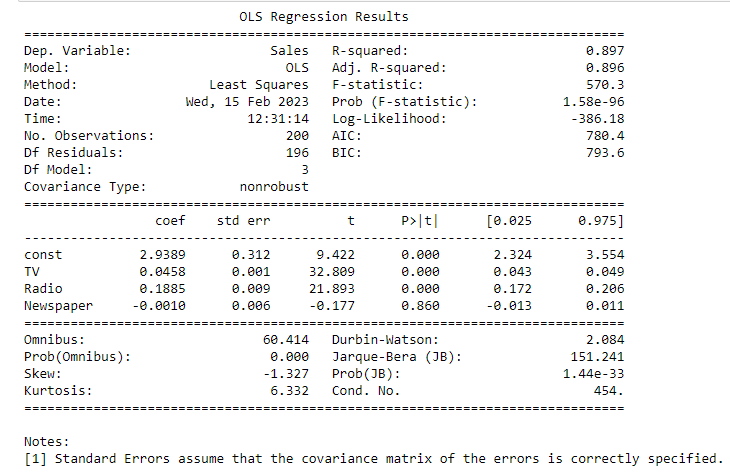 OLS Regression Results
==============================================================================
Dep. Variable: Sales R-squared: 0.897
Model: OLS Adj. R-squared: 0.896
Method: Least Squares F-statistic: 570.3
Date: Wed, 15 Feb 2023 Prob (F-statistic): 1.58e-96
Time: 12:31:14 Log-Likelihood: -386.18
No. Observations: 200 AIC: 780.4
Df Residuals: 196 BIC: 793.6
Df Model: 3
Covariance Type: nonrobust
==============================================================================
coef std err t P>|t| [0.025 0.975]
------------------------------------------------------------------------------
const 2.9389 0.312 9.422 0.000 2.324 3.554
TV 0.0458 0.001 32.809 0.000 0.043 0.049
Radio 0.1885 0.009 21.893 0.000 0.172 0.206
Newspaper -0.0010 0.006 -0.177 0.860 -0.013 0.011
==============================================================================
Omnibus: 60.414 Durbin-Watson: 2.084
Prob(Omnibus): 0.000 Jarque-Bera (JB): 151.241
Skew: -1.327 Prob(JB): 1.44e-33
Kurtosis: 6.332 Cond. No. 454.
==============================================================================
Notes:
[1] Standard Errors assume that the covariance matrix of the errors is correctly specified.